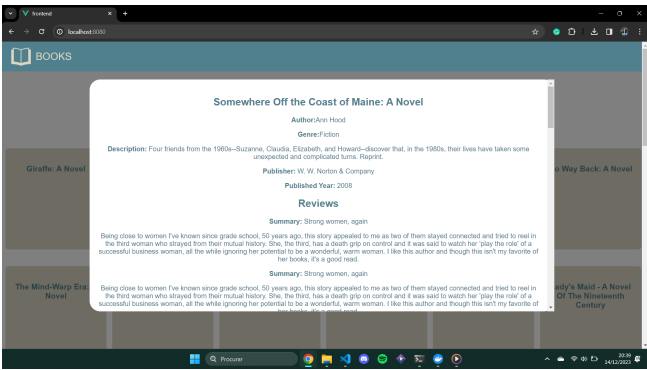 frontend
localhost:8080
BOOKS
Somewhere Off the Coast of Maine: A Novel
Author:Ann Hood
Genre:Fiction
Description: Four friends from the 1960s--Suzanne, Claudia, Elizabeth, and Howard--discover that, in the 1980s, their lives have taken some
unexpected and complicated turns. Reprint.
Publisher: W. W. Norton & Company
Published Year: 2008
Reviews
Summary: Strong women, again
Being close to women I've known since grade school, 50 years ago, this story appealed to me as two of them stayed connected and tried to reel in
the third woman who strayed from their mutual history. She, the third, has a death grip on control and it was said to watch her 'play the role' of a
successful business woman, all the while ignoring her potential to be a wonderful, warm woman. I like this author and though this isn't my favorite of
her books, it's a good read.
Summary: Strong women, again
Being close to women I've known since grade school, 50 years ago, this story appealed to me as two of them stayed connected and tried to reel in
the third woman who strayed from their mutual history. She, the third, has a death grip on control and it was said to watch her 'play the role' of a
successful business woman, all the while ignoring her potential to be a wonderful, warm woman. I like this author and though this isn't my favorite of
her books, it's a good read.
Giraffe: A Novel
Way Back: A Novel
The Mind-Warp Era:
Novel
ady's Maid - A Novel
Of The Nineteenth
Century
Procurar
20:39
14/12/2023